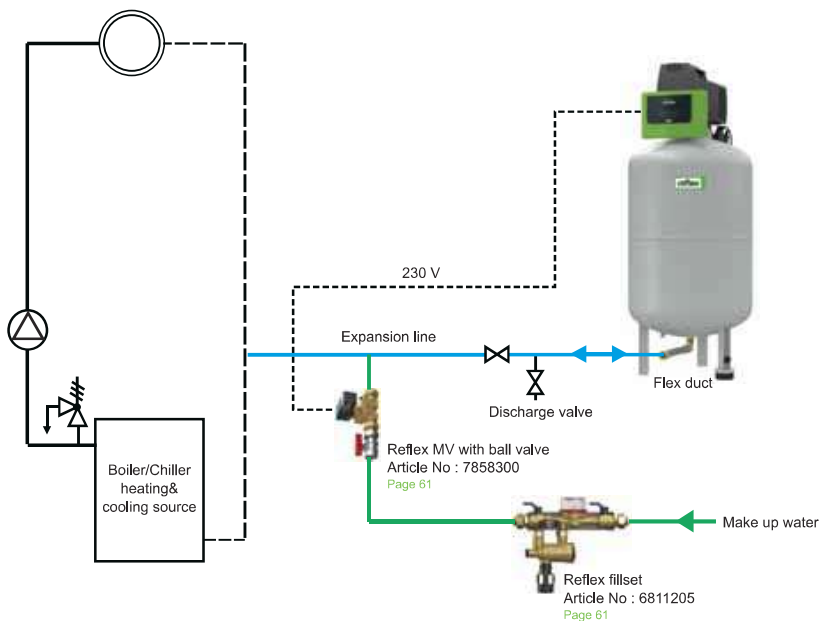 230 V
Expansion line
Flex duct
Discharge valve
Reflex MV with ball valve
Article No : 7858300
Page 61
Boiler/Chiller
heating&
cooling source
Make up water
Reflex fillset
Article No : 6811205
Page 61